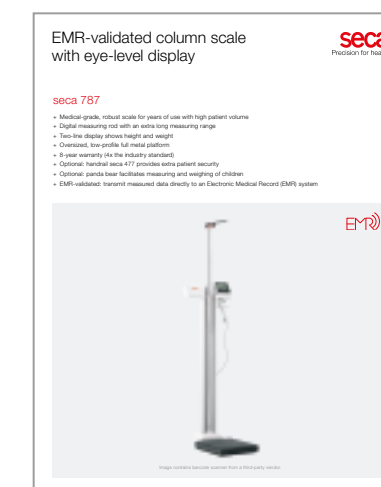 EMR-validated column scale
with eye-level display
seca
Precision for hea
seca 787
+ Medical-grade, robust scale for years of use with high patient volume
+ Digital measuring rod with an extra long measuring range
+ Two-line display shows height and weight
+ Oversized, low-profile full metal platform
+ 8-year warranty (4x the industry standard)
+ Optional: handrail seca 477 provides extra patient security
+ Optional: panda bear facilitates measuring and weighing of children
+ EMR-validated: transmit measured data directly to an Electronic Medical Record (EMR) system
EMR
Image contains barcode scanner from a third-party vendor.